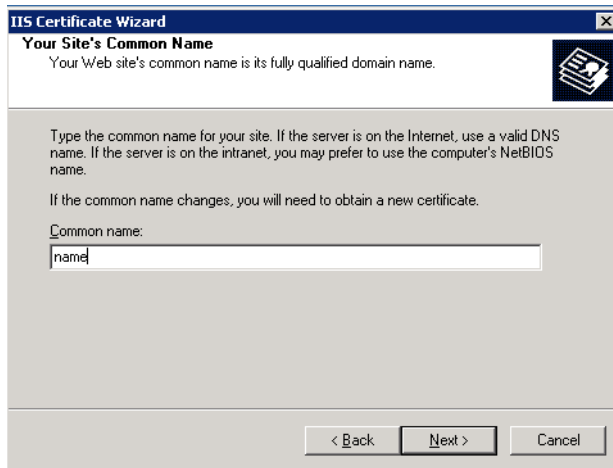 IIS Certificate Wizard
Your Site's Common Name
Your Web site's common name is its fully qualified domain name.
Type the common name for your site. If the server is on the Internet, use a valid DNS
name. If the server is on the intranet, you may prefer to use the computer's NetBIOS
name.
If the common name changes, you will need to obtain a new certificate.
Common name:
name
< Back
Next >
Cancel